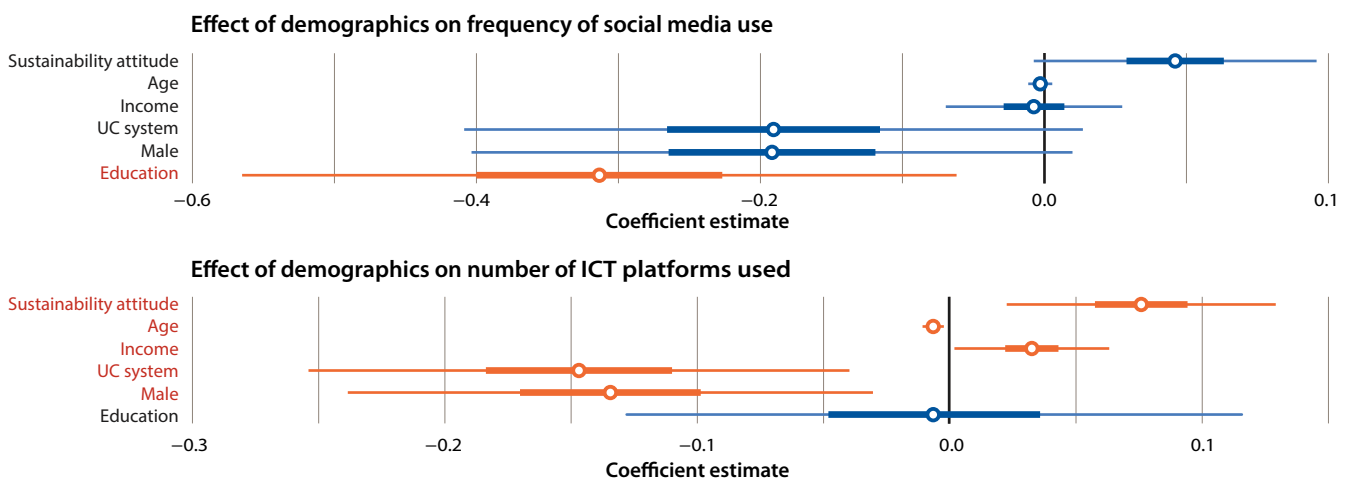 Effect of demographics on frequency of social media use
Sustainability attitude
Age
Income
UC system
Male
Education
−0.6 −0.4 −0.2 0.0 0.1
Coefficient estimate
Effect of demographics on number of ICT platforms used
Sustainability attitude
Age
Income
UC system
Male
Education
−0.3 −0.2 −0.1 0.0 0.1
Coefficient estimate